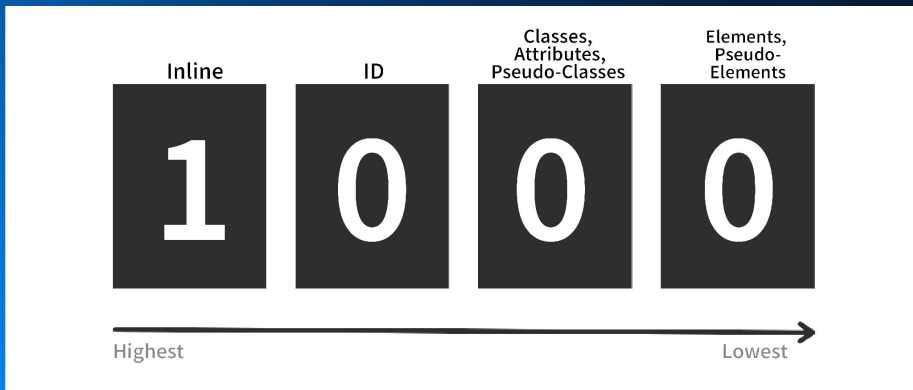 Inline
ID
Classes,
Attributes,
Pseudo-Classes
Elements,
Pseudo-
Elements
1
0
0
0
Highest
Lowest